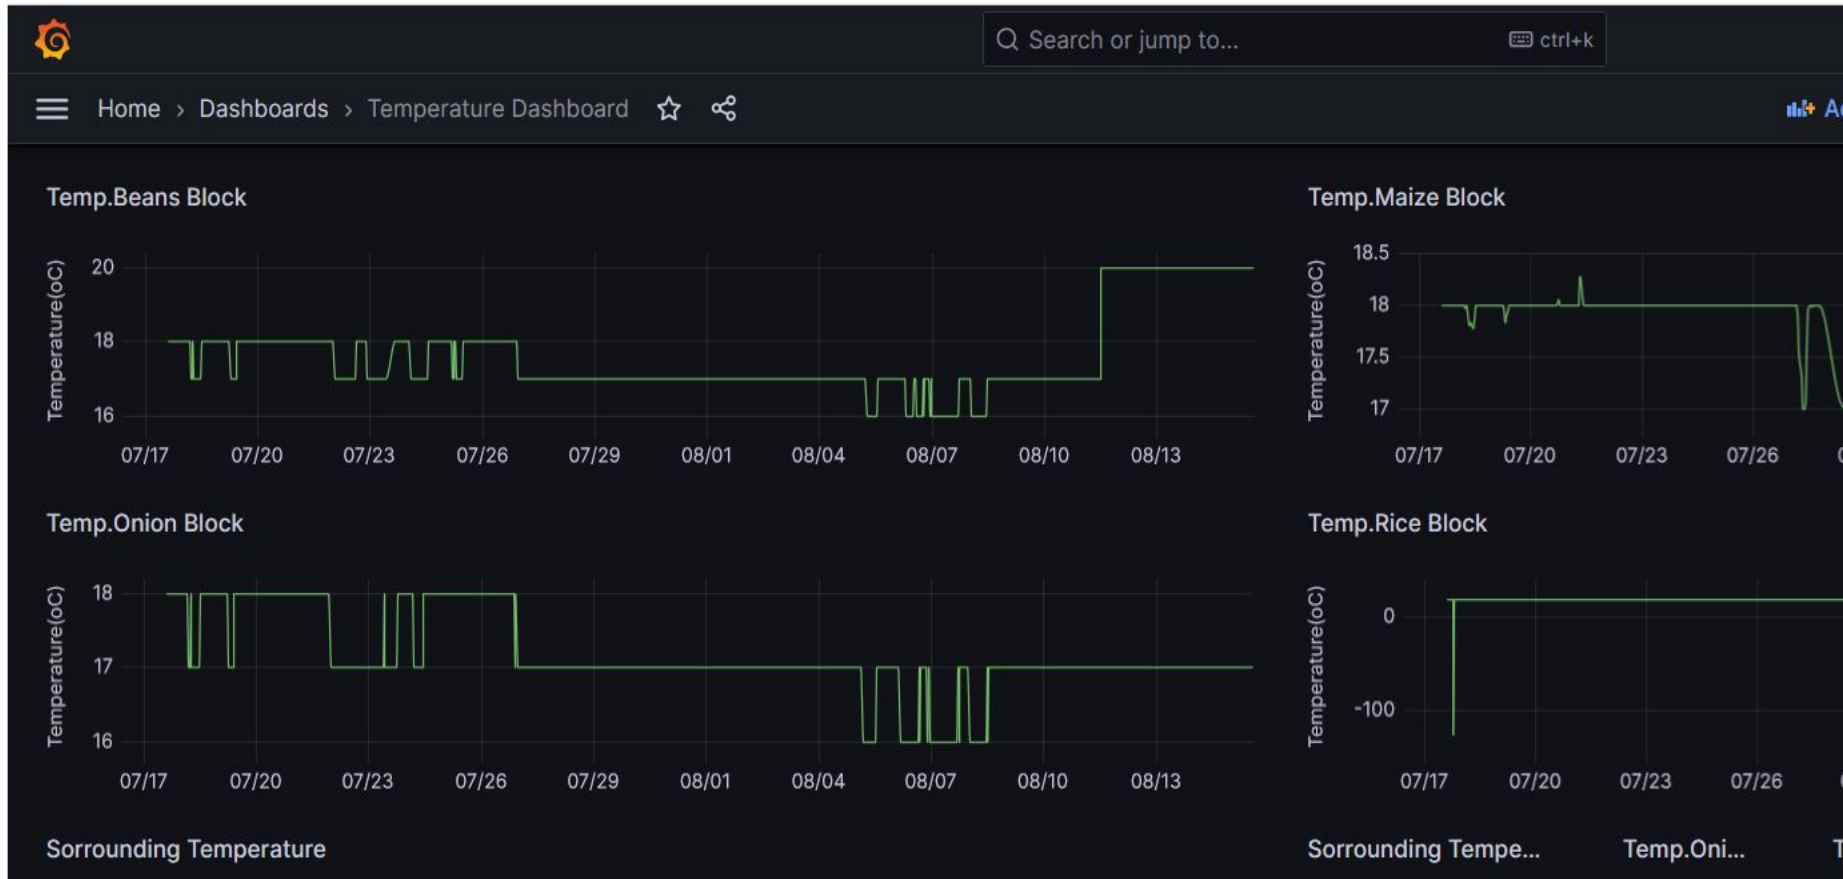 Search or jump to... ctrl+k
Home › Dashboards › Temperature Dashboard
Temp.Beans Block
Temperature(oC)
20
18
16
07/17 07/20 07/23 07/26 07/29 08/01 08/04 08/07 08/10 08/13
Temp.Maize Block
Temperature(oC)
18.5
18
17.5
17
07/17 07/20 07/23 07/26
Temp.Onion Block
Temperature(oC)
18
17
16
07/17 07/20 07/23 07/26 07/29 08/01 08/04 08/07 08/10 08/13
Temp.Rice Block
Temperature(oC)
0
-100
07/17 07/20 07/23 07/26
Sorrounding Temperature
Sorrounding Tempe... Temp.Oni...